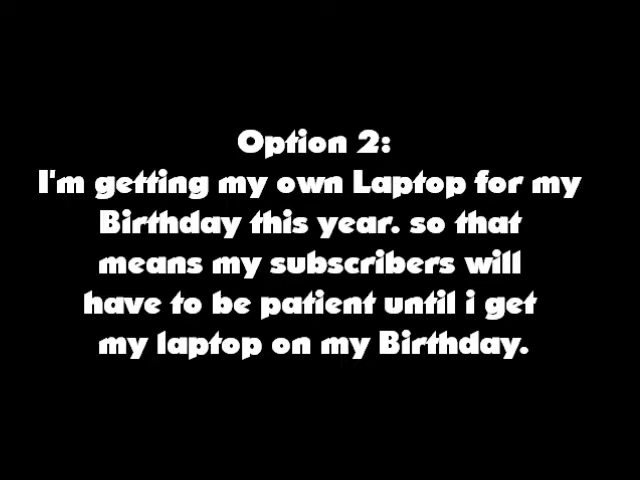 Option 2:
I'm getting my own Laptop for my
Birthday this year. so that
means my subscribers will
have to be patient until i get
my laptop on my Birthday.